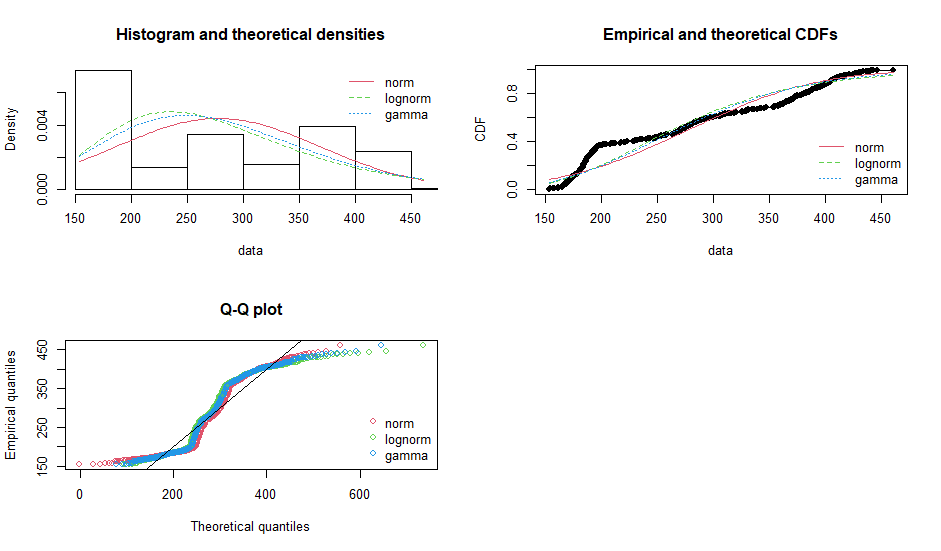 Histogram and theoretical densities
Density
0.000 0.004
norm
lognorm
gamma
150 200 250 300 350 400 450
data
Empirical and theoretical CDFs
CDF
0.0 0.4 0.8
norm
lognorm
gamma
150 200 250 300 350 400 450
data
Q-Q plot
Empirical quantiles
150 250 350 450
norm
lognorm
gamma
0 200 400 600
Theoretical quantiles